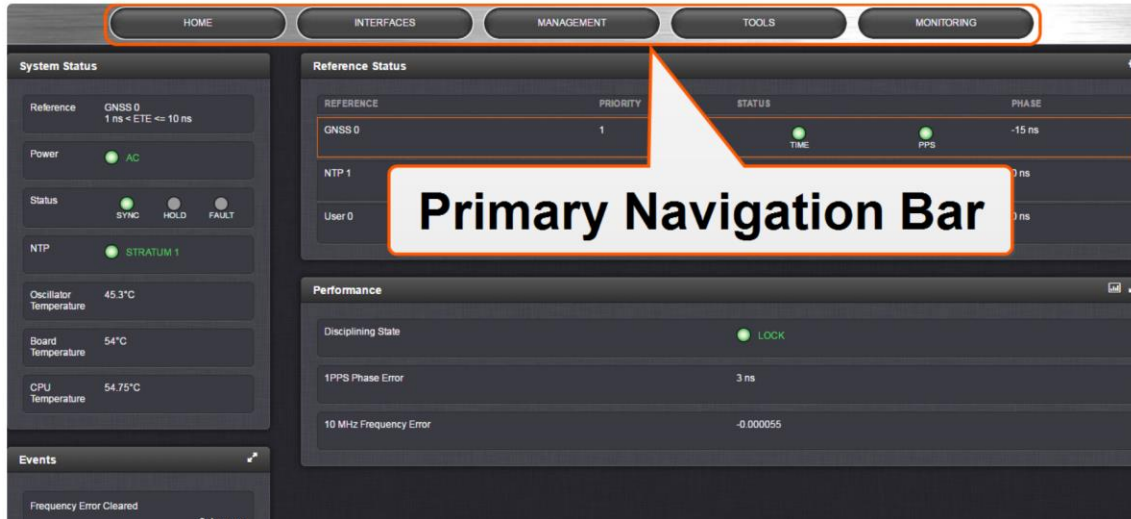 HOME INTERFACES MANAGEMENT TOOLS MONITORING
System Status
Reference GNSS 0
1 ns < ETE <= 10 ns
Power AC
Status SYNC HOLD FAULT
NTP STRATUM 1
Oscillator Temperature 45.3°C
Board Temperature 54°C
CPU Temperature 54.75°C
Events
Frequency Error Cleared
Reference Status
REFERENCE PRIORITY STATUS PHASE
GNSS 0 1 TIME PPS -15 ns
NTP 1 ns
User 0 ns
Primary Navigation Bar
Performance
Disciplining State LOCK
1PPS Phase Error 3 ns
10 MHz Frequency Error -0.000055